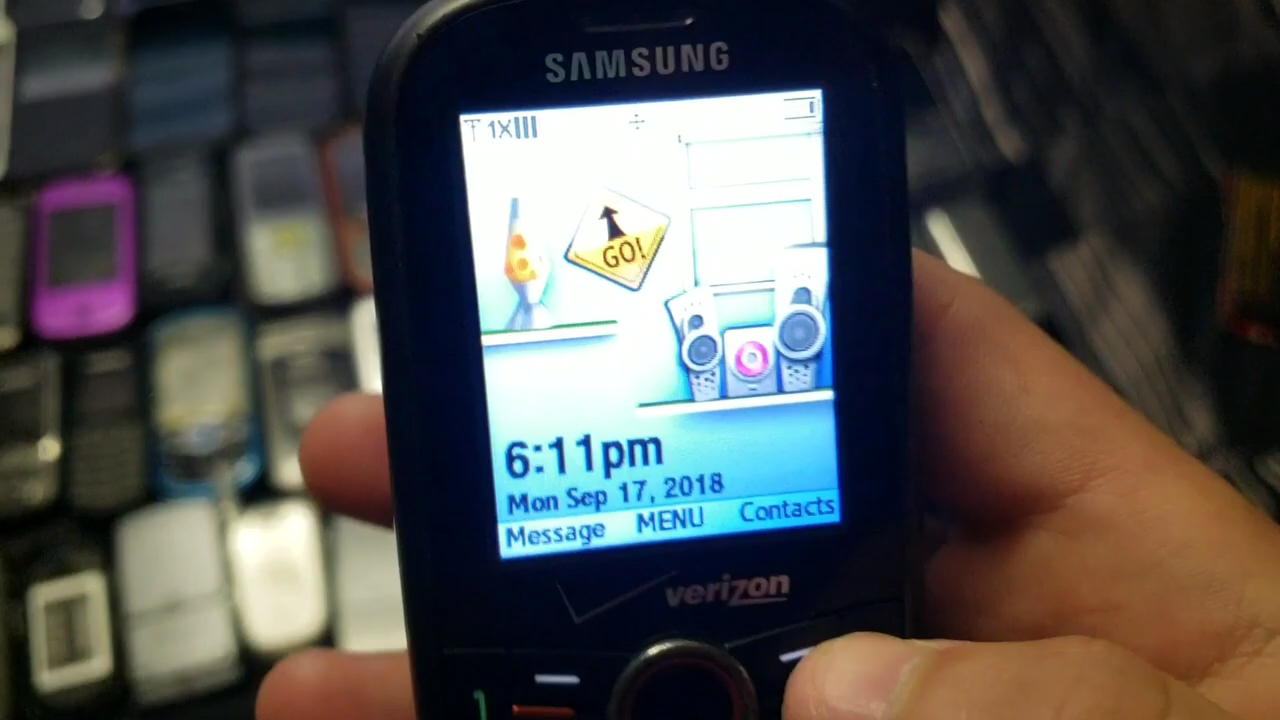 SAMSUNG
1X
GO!
6:11pm
Mon Sep 17, 2018
Message MENU Contacts
verizon